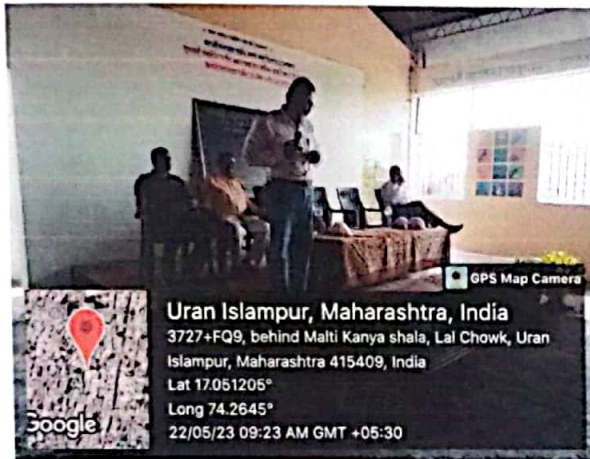 GPS Map Camera
Uran Islampur, Maharashtra, India
3727+FQ9, behind Malti Kanya shala, Lal Chowk, Uran
Islampur, Maharashtra 415409, India
Lat 17.051205°
Long 74.2645°
22/05/23 09:23 AM GMT +05:30
Google